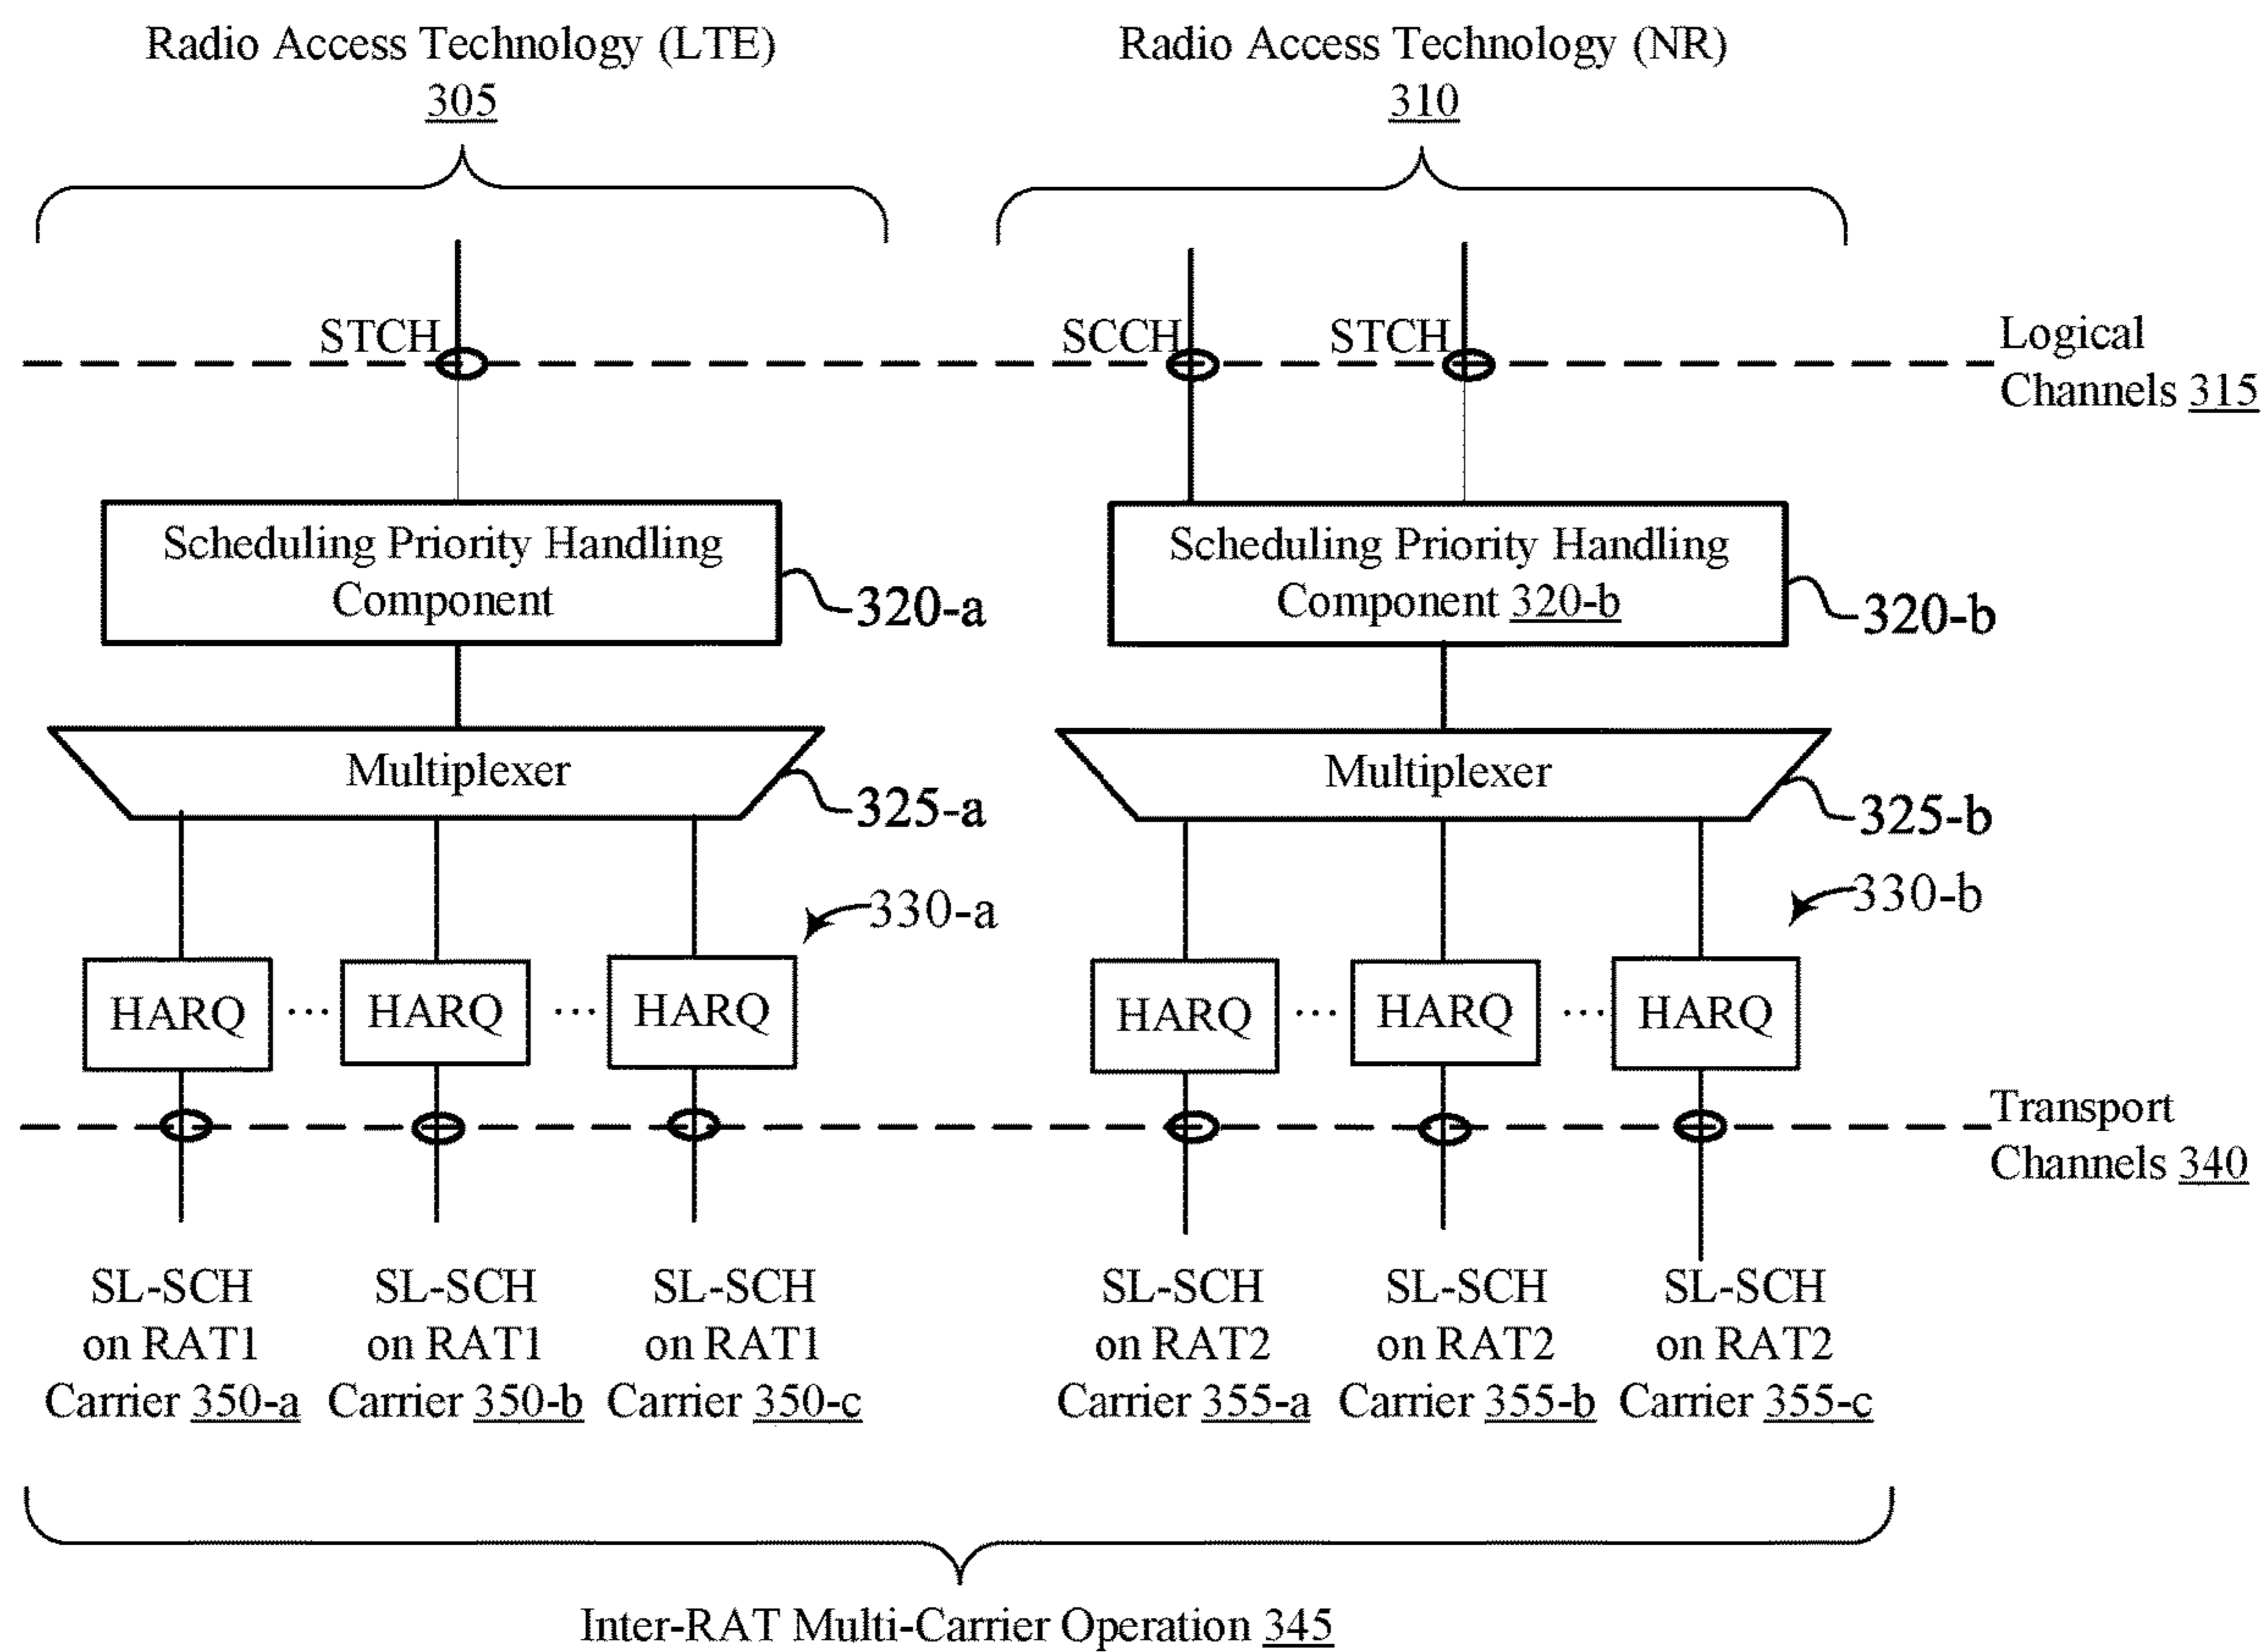 Radio Access Technology (LTE)
305
Radio Access Technology (NR)
310
STCH
SCCH
STCH
Logical
Channels 315
Scheduling Priority Handling
Component
320-a
Scheduling Priority Handling
Component 320-b
320-b
Multiplexer
325-a
Multiplexer
325-b
330-a
330-b
HARQ
...
HARQ
...
HARQ
HARQ
...
HARQ
...
HARQ
Transport
Channels 340
SL-SCH
on RAT1
Carrier 350-a
SL-SCH
on RAT1
Carrier 350-b
SL-SCH
on RAT1
Carrier 350-c
SL-SCH
on RAT2
Carrier 355-a
SL-SCH
on RAT2
Carrier 355-b
SL-SCH
on RAT2
Carrier 355-c
Inter-RAT Multi-Carrier Operation 345